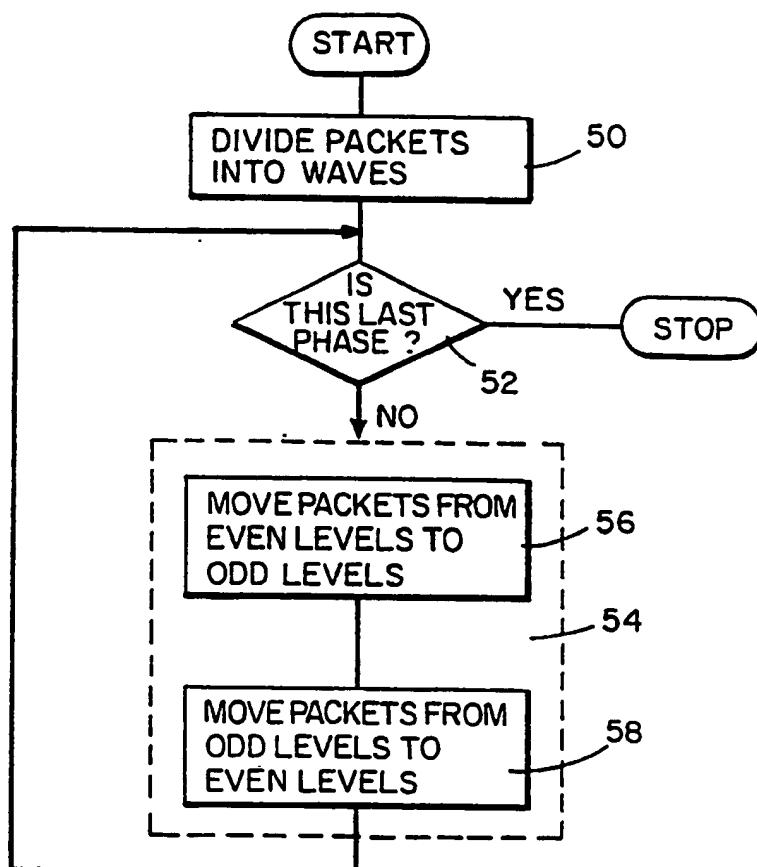 START
DIVIDE PACKETS
INTO WAVES
50
IS
THIS LAST
PHASE ?
YES
STOP
52
NO
MOVE PACKETS FROM
EVEN LEVELS TO
ODD LEVELS
56
54
MOVE PACKETS FROM
ODD LEVELS TO
EVEN LEVELS
58